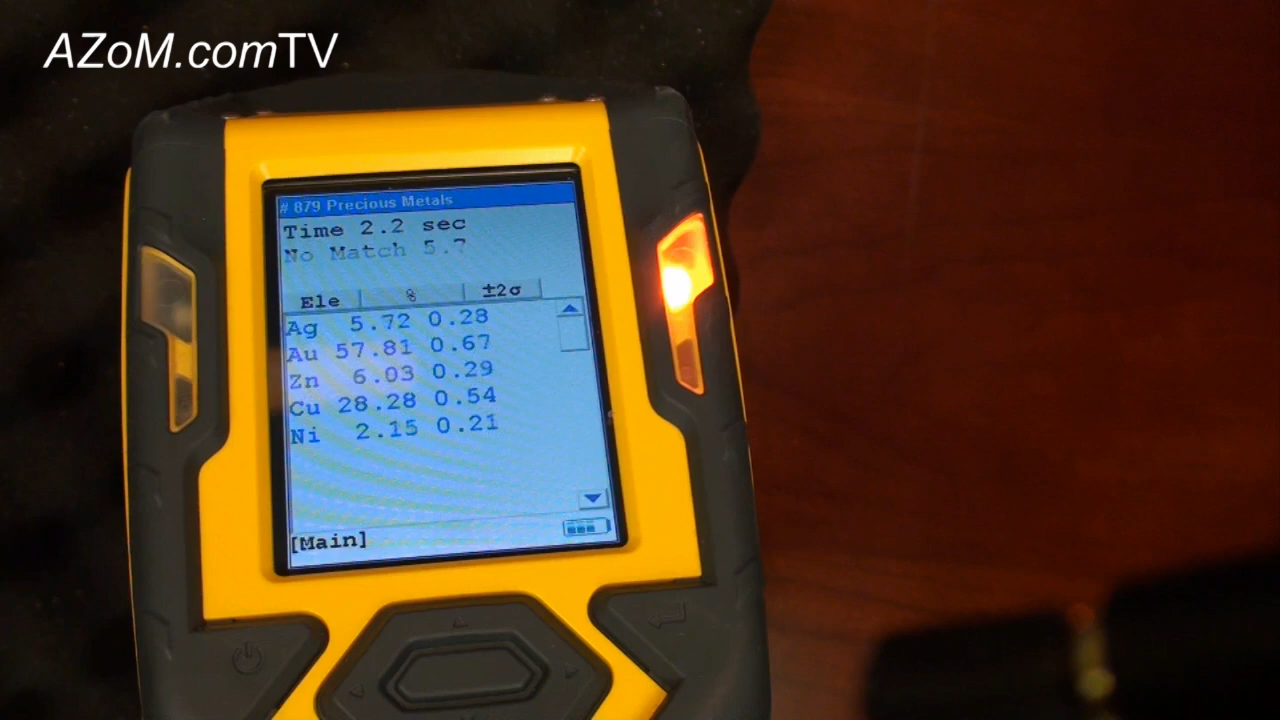 AZoM.comTV
# 879 Precious Metals
Time 2.2 sec
No Match 5.7
Ele % ±2σ
Ag 5.72 0.28
Au 57.81 0.67
Zn 6.03 0.29
Cu 28.28 0.54
Ni 2.15 0.21
[Main]